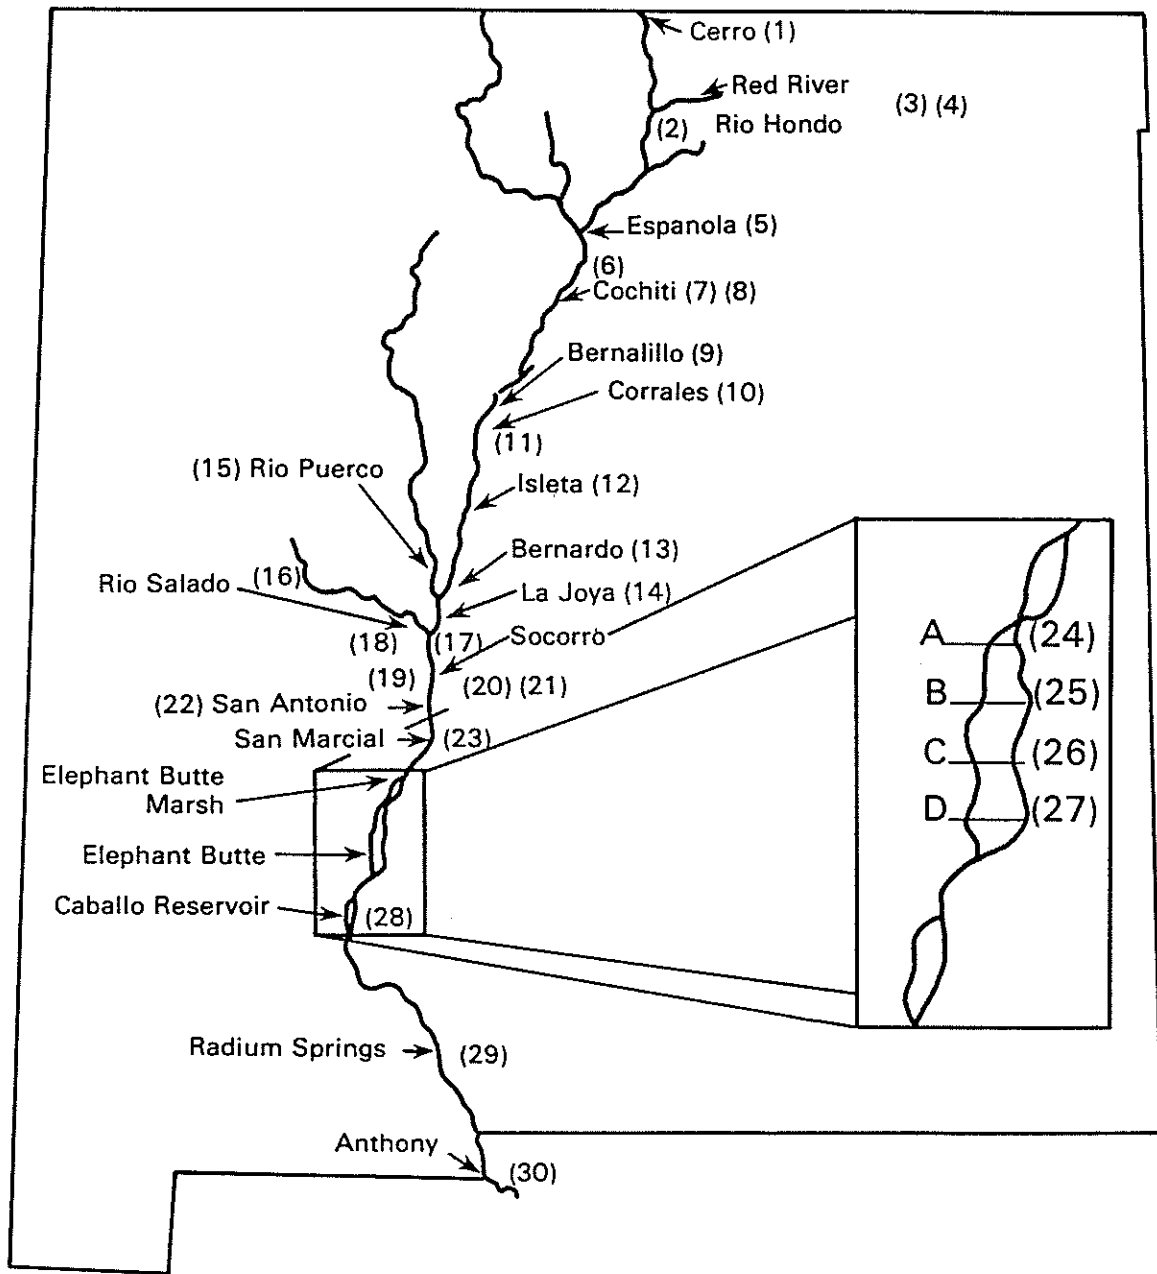 Cerro (1)
Red River
(3) (4)
(2) Rio Hondo
Espanola (5)
(6)
Cochiti (7) (8)
Bernalillo (9)
Corrales (10)
(11)
(15) Rio Puerco
Isleta (12)
Bernardo (13)
Rio Salado
(16)
La Joya (14)
(18)
(17)
Socorro
(19)
(20) (21)
(22) San Antonio
San Marcial
(23)
Elephant Butte
Marsh
Elephant Butte
Caballo Reservoir
(28)
A
(24)
B
(25)
C
(26)
D
(27)
Radium Springs
(29)
Anthony
(30)